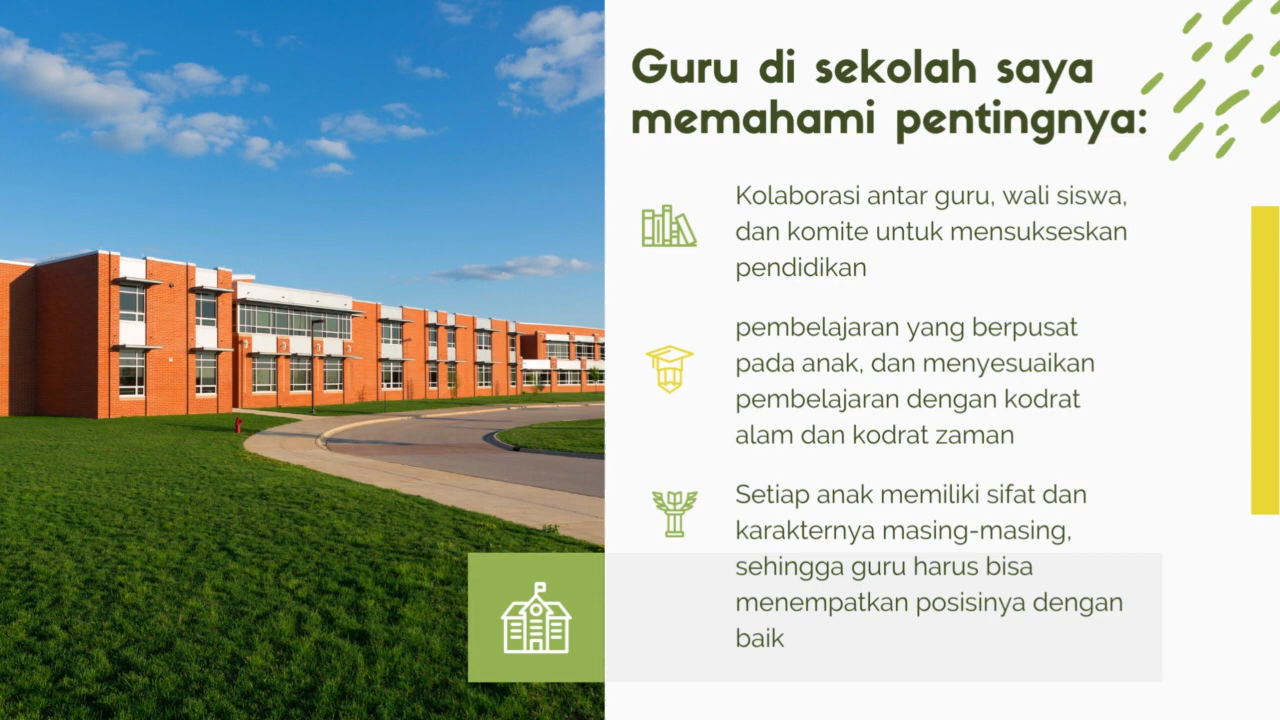 Guru di sekolah saya
memahami pentingnya:
Kolaborasi antar guru, wali siswa,
dan komite untuk mensukseskan
pendidikan
pembelajaran yang berpusat
pada anak, dan menyesuaikan
pembelajaran dengan kodrat
alam dan kodrat zaman
Setiap anak memiliki sifat dan
karakternya masing-masing,
sehingga guru harus bisa
menempatkan posisinya dengan
baik